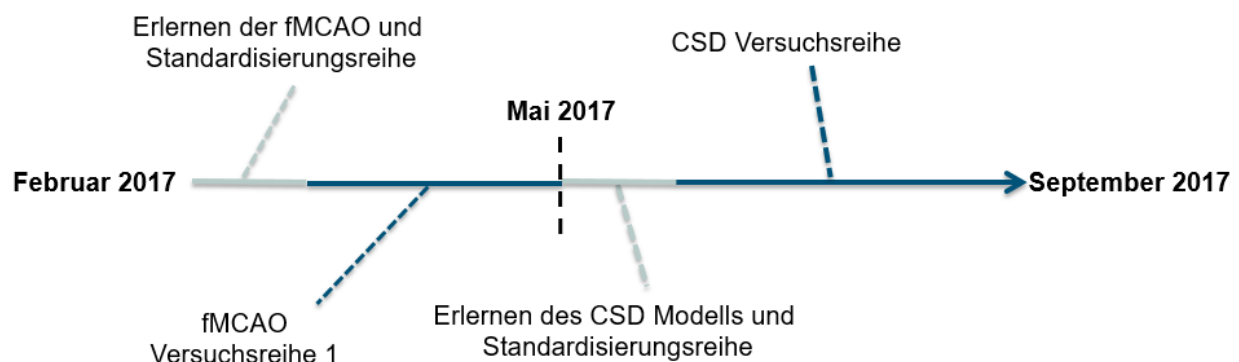 Erlernen der fMCAO und
Standardisierungsreihe
CSD Versuchsreihe
Mai 2017
Februar 2017
September 2017
fMCAO
Versuchsreihe 1
Erlernen des CSD Modells und
Standardisierungsreihe